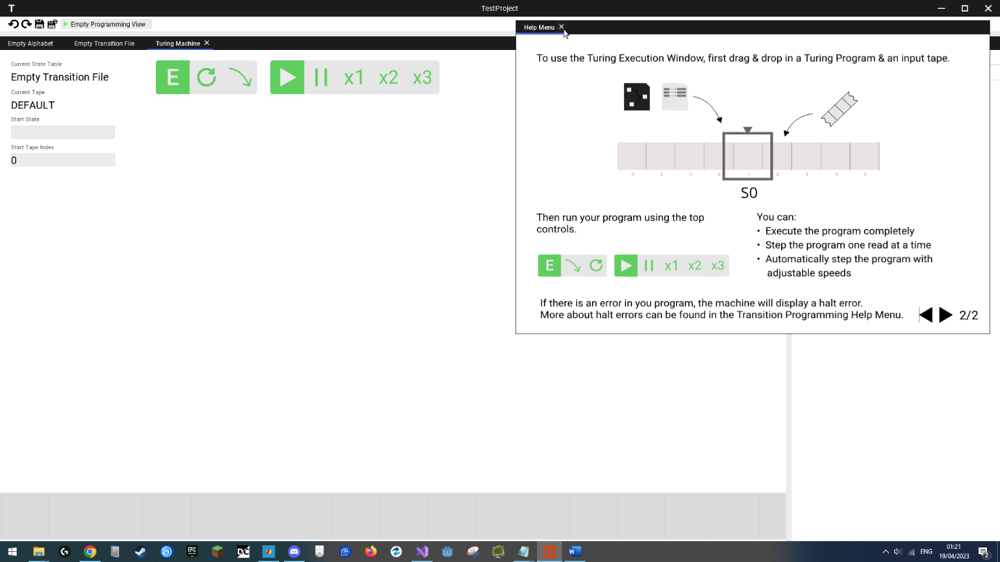 T
TestProject
Empty Programming View
Help Menu
Empty Alphabet
Empty Transition File
Turing Machine
Current State Table
Empty Transition File
Current Tape
DEFAULT
Start State
Start Tape Index
0
E
x1
x2
x3
To use the Turing Execution Window, first drag & drop in a Turing Program & an input tape.
-3
-2
-1
0
1
2
3
4
5
S0
Then run your program using the top
controls.
You can:
• Execute the program completely
• Step the program one read at a time
• Automatically step the program with
adjustable speeds
E
x1
x2
x3
If there is an error in you program, the machine will display a halt error.
More about halt errors can be found in the Transition Programming Help Menu.
2/2
EPIC
DC
W
ENG
01:21
19/04/2023
2